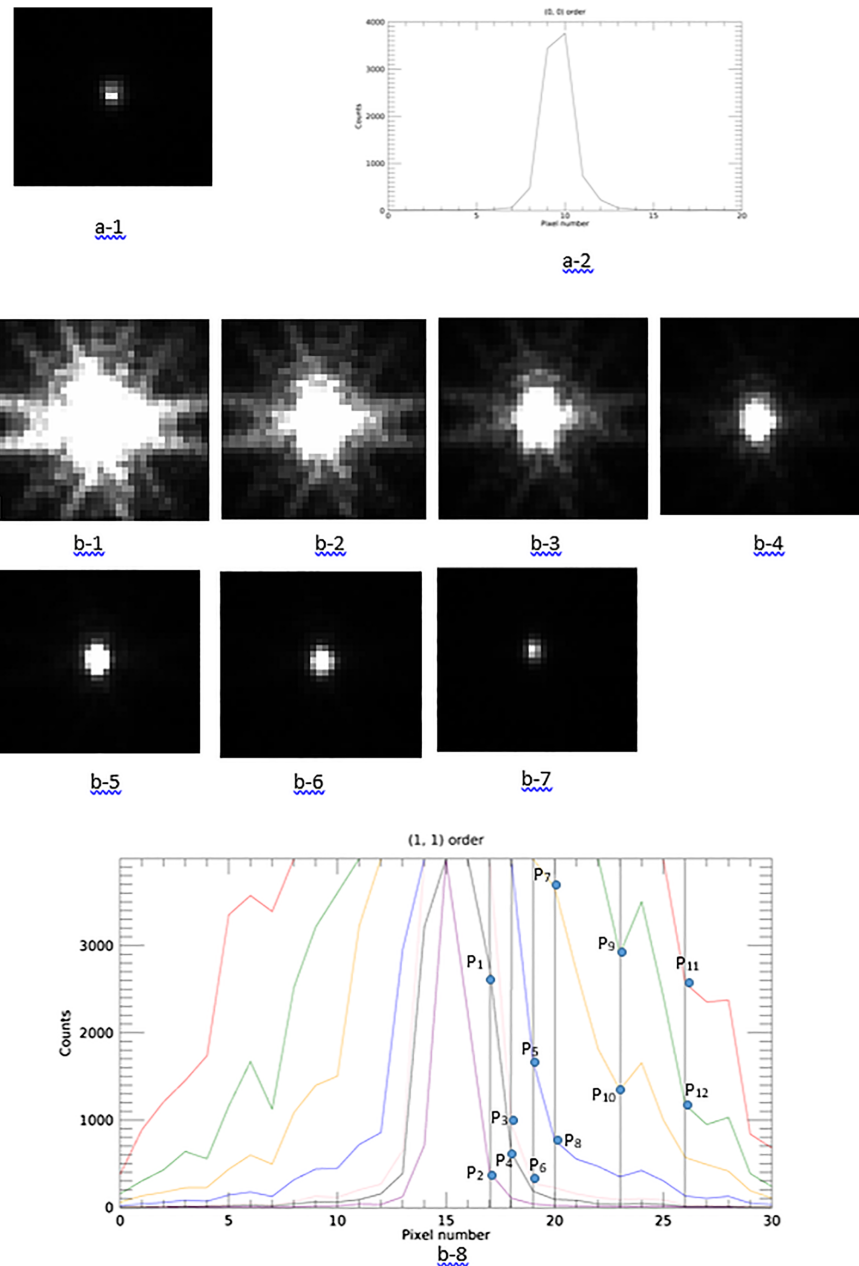 (0, 0) order
4000
3000
2000
1000
0
Counts
0 5 10 15 20
Pixel number
a-1
a-2
b-1 b-2 b-3 b-4
b-5 b-6 b-7
(1, 1) order
3000
2000
1000
0
Counts
P7
P9
P11
P1
P5
P10
P12
P3
P8
P4
P2
P6
0 5 10 15 20 25 30
Pixel number
b-8